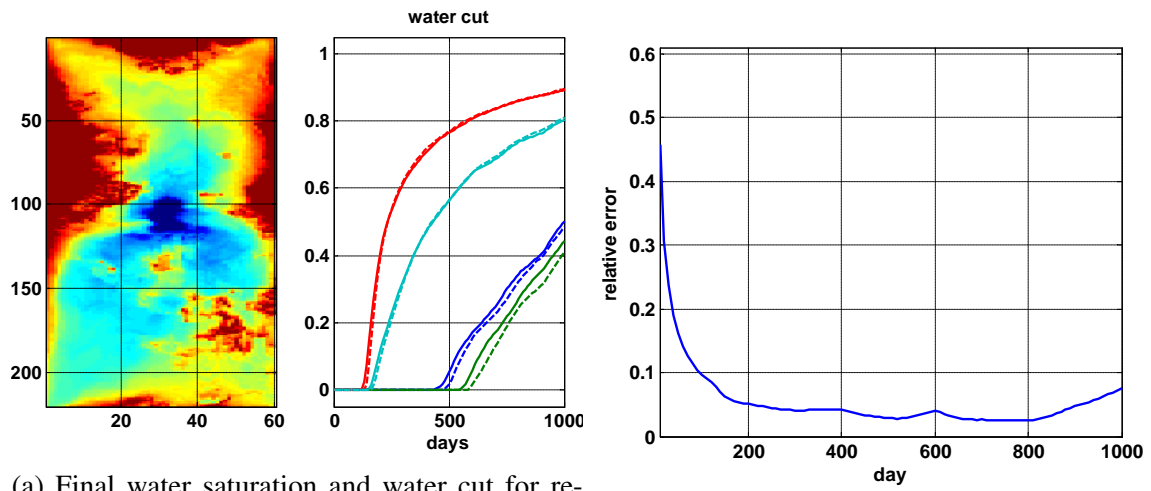 water cut
50
100
150
200
20 40 60
1
0.8
0.6
0.4
0.2
0
0 500 1000
days
0.6
0.5
0.4
0.3
0.2
0.1
0
200 400 600 800 1000
day
relative error
(a) Final water saturation and water cut for re-